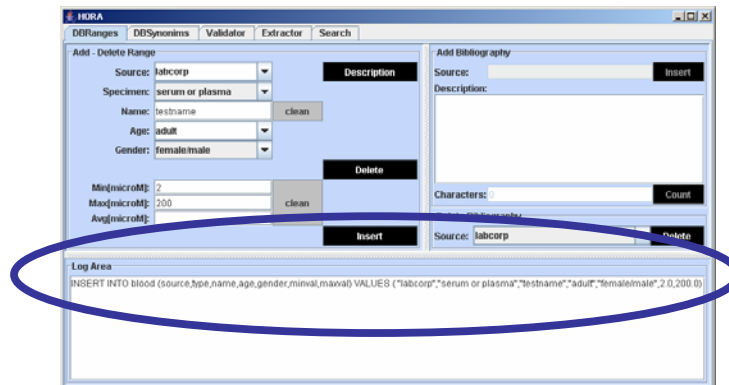 HORA
DBRanges DBSynonims Validator Extractor Search
Add - Delete Range
Source: labcorp Description
Specimen: serum or plasma
Name: testname clean
Age: adult
Gender: female/male
Delete
Min[microM]: 2
Max[microM]: 200 clean
Avg[microM]:
Insert
Add Bibliography
Source: Insert
Description:
Characters: 0 Count
Bibliography
Source: labcorp Delete
Log Area
INSERT INTO blood (source,type,name,age,gender,minval,maxval) VALUES ("labcorp","serum or plasma","testname","adult","female/male",2.0,200.0)